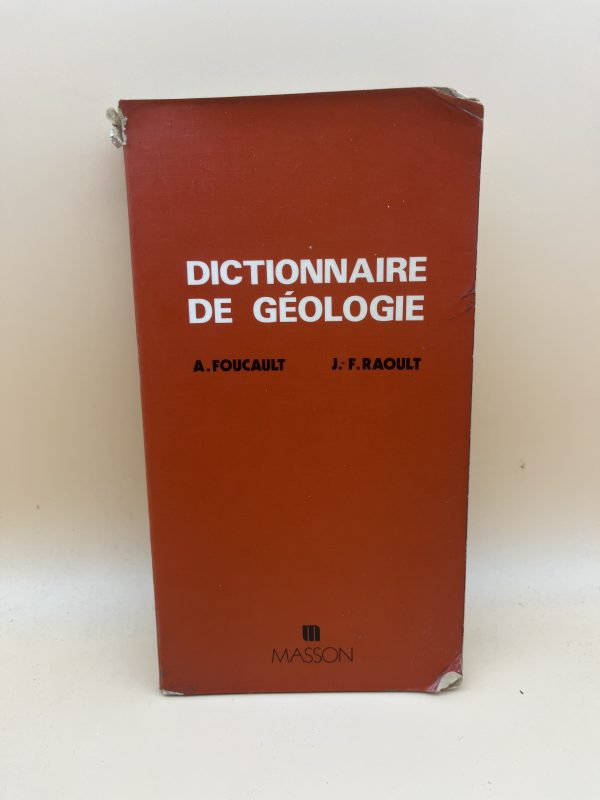 DICTIONNAIRE
DE GÉOLOGIE
A. FOUCAULT J.-F. RAOULT
m
MASSON